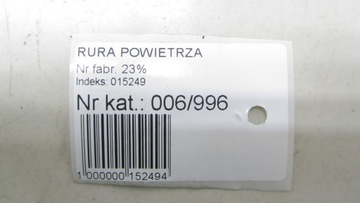 RURA POWIETRZA
Nr fabr. 23%
Indeks: 015249
Nr kat.: 006/996
1 000000 152494